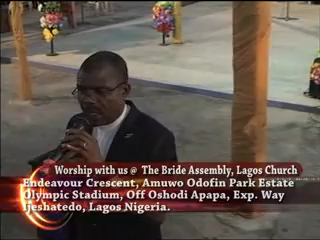 Worship with us @ The Bride Assembly, Lagos Church
Endeavour Crescent, Amuwo Odofin Park Estate
Olympic Stadium, Off Oshodi Apapa, Exp. Way
Ijeshatedo, Lagos Nigeria.